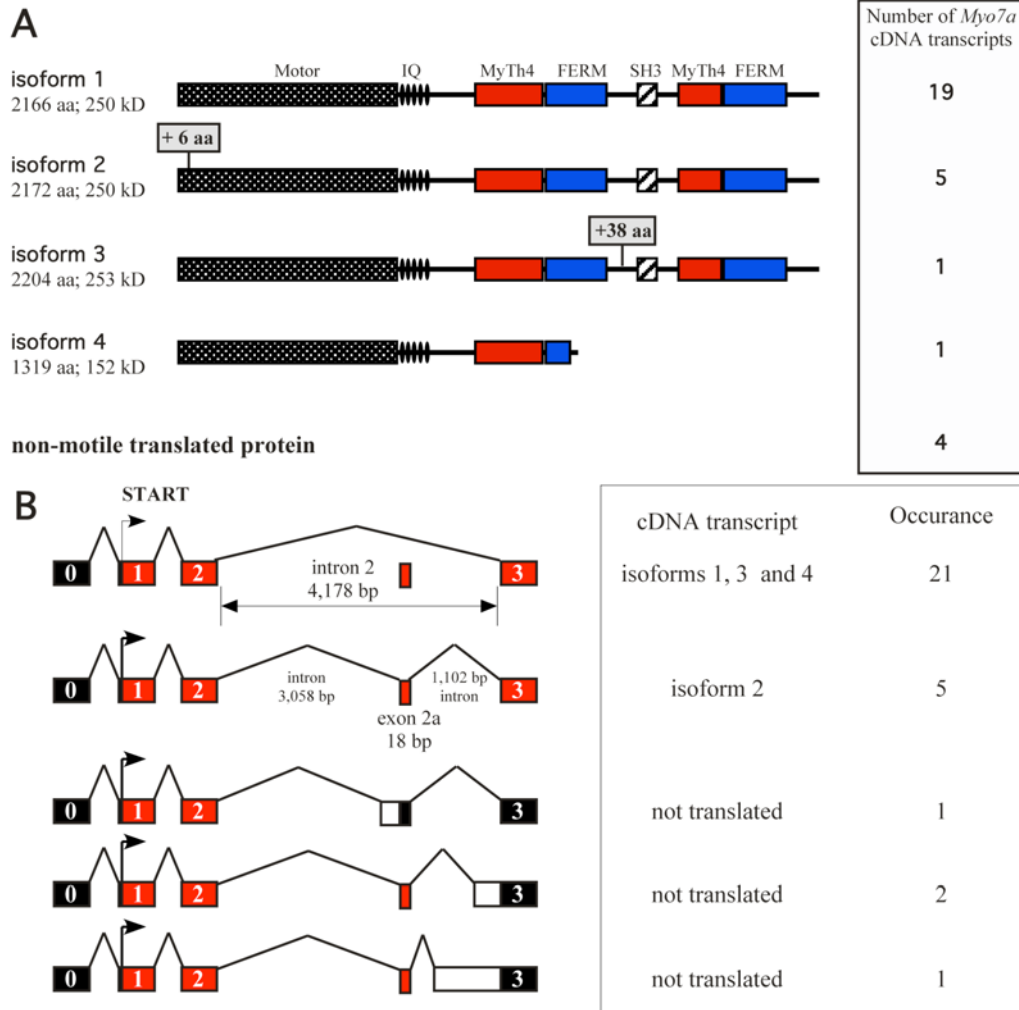 A
Number of Myo7a
cDNA transcripts
isoform 1
2166 aa; 250 kD
Motor
IQ
MyTh4
FERM
SH3
MyTh4
FERM
19
+ 6 aa
isoform 2
2172 aa; 250 kD
5
+38 aa
isoform 3
2204 aa; 253 kD
1
isoform 4
1319 aa; 152 kD
1
non-motile translated protein
4
B
START
cDNA transcript
Occurance
0
1
2
intron 2
4,178 bp
3
isoforms 1, 3 and 4
21
0
1
2
intron
3,058 bp
1,102 bp
intron
3
exon 2a
18 bp
isoform 2
5
0
1
2
3
not translated
1
0
1
2
3
not translated
2
0
1
2
3
not translated
1